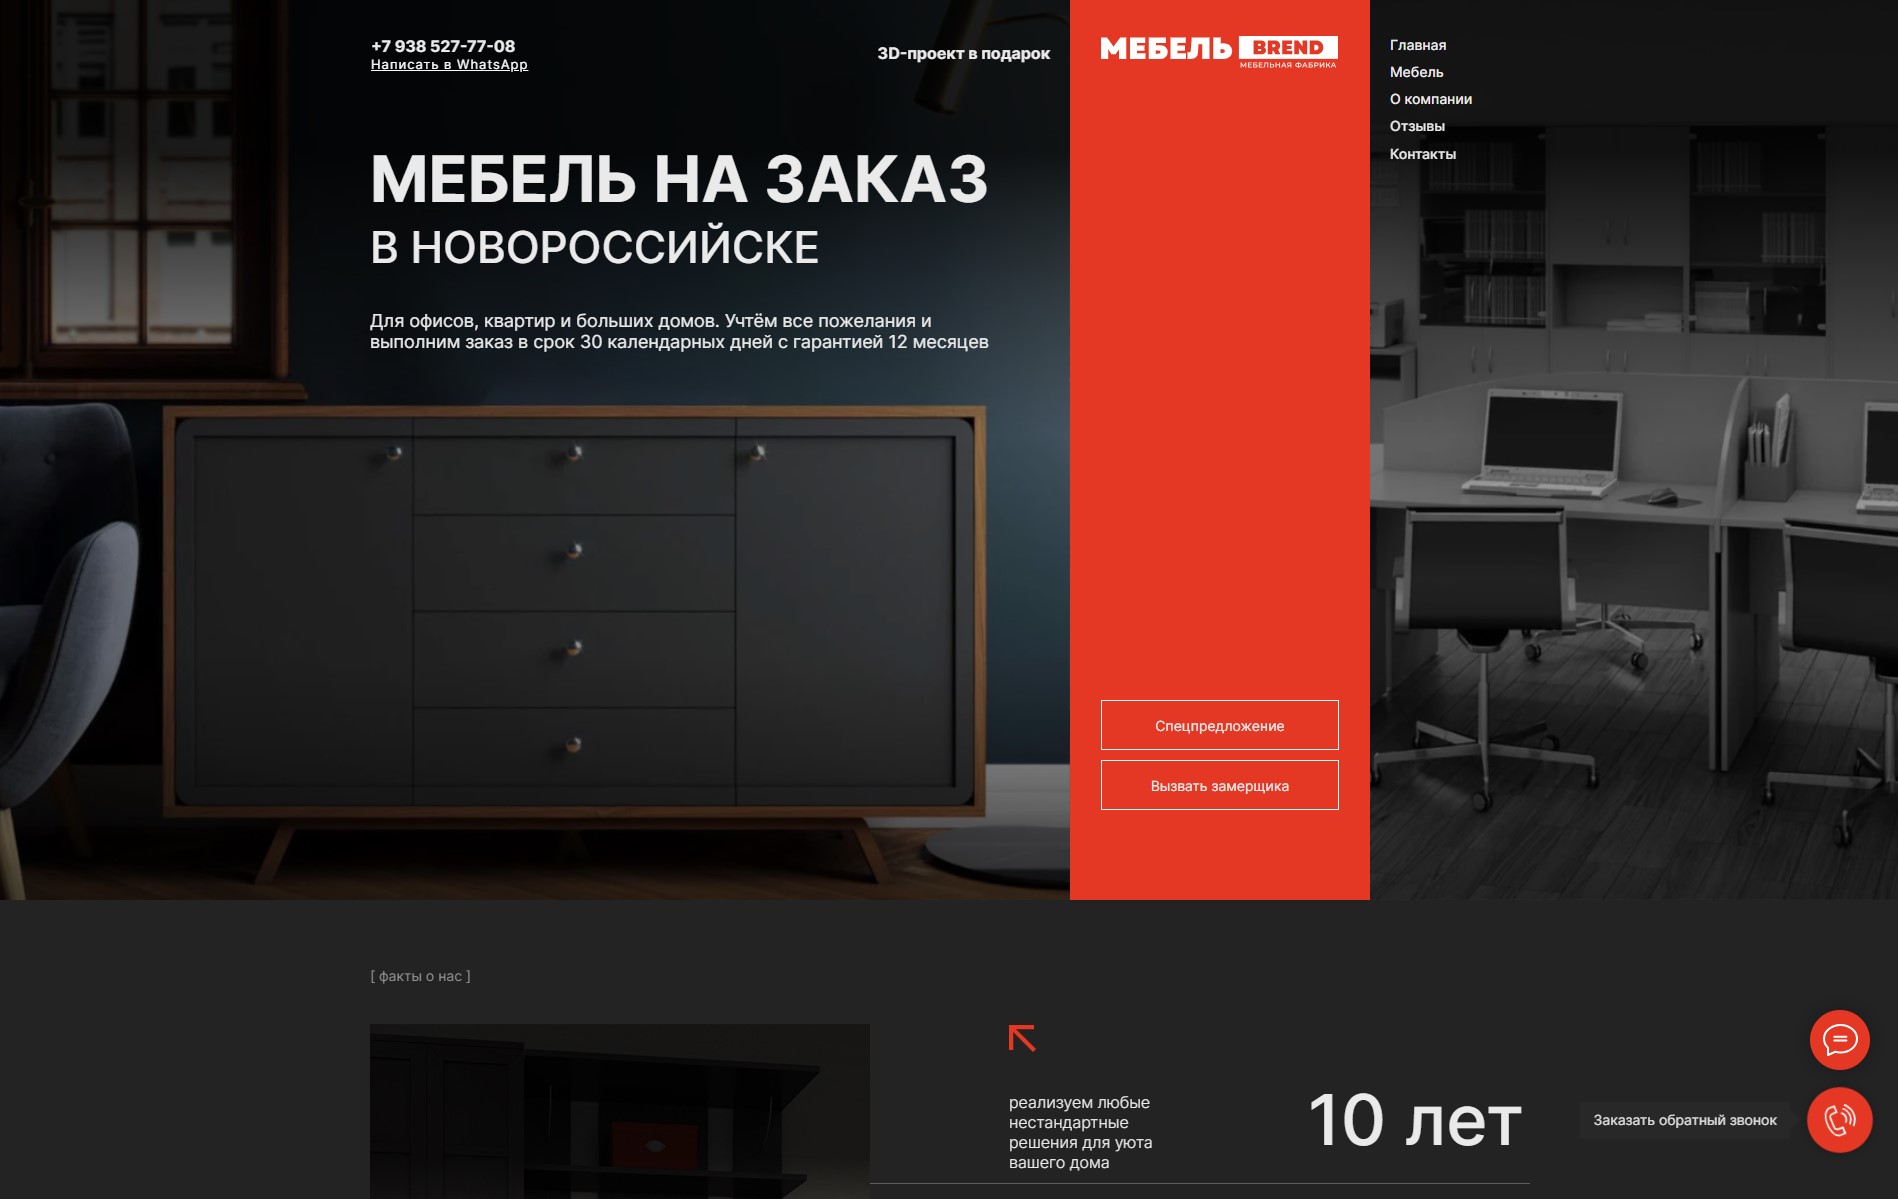 +7 938 527-77-08
Написать в WhatsApp
3D-проект в подарок
МЕБЕЛЬ BREND
МЕБЕЛЬНАЯ ФАБРИКА
Главная
Мебель
О компании
Отзывы
Контакты
МЕБЕЛЬ НА ЗАКАЗ
В НОВОРОССИЙСКЕ
Для офисов, квартир и больших домов. Учтём все пожелания и
выполним заказ в срок 30 календарных дней с гарантией 12 месяцев
Спецпредложение
Вызвать замерщика
[ факты о нас ]
реализуем любые
нестандартные
решения для уюта
вашего дома
10 лет
Заказать обратный звонок